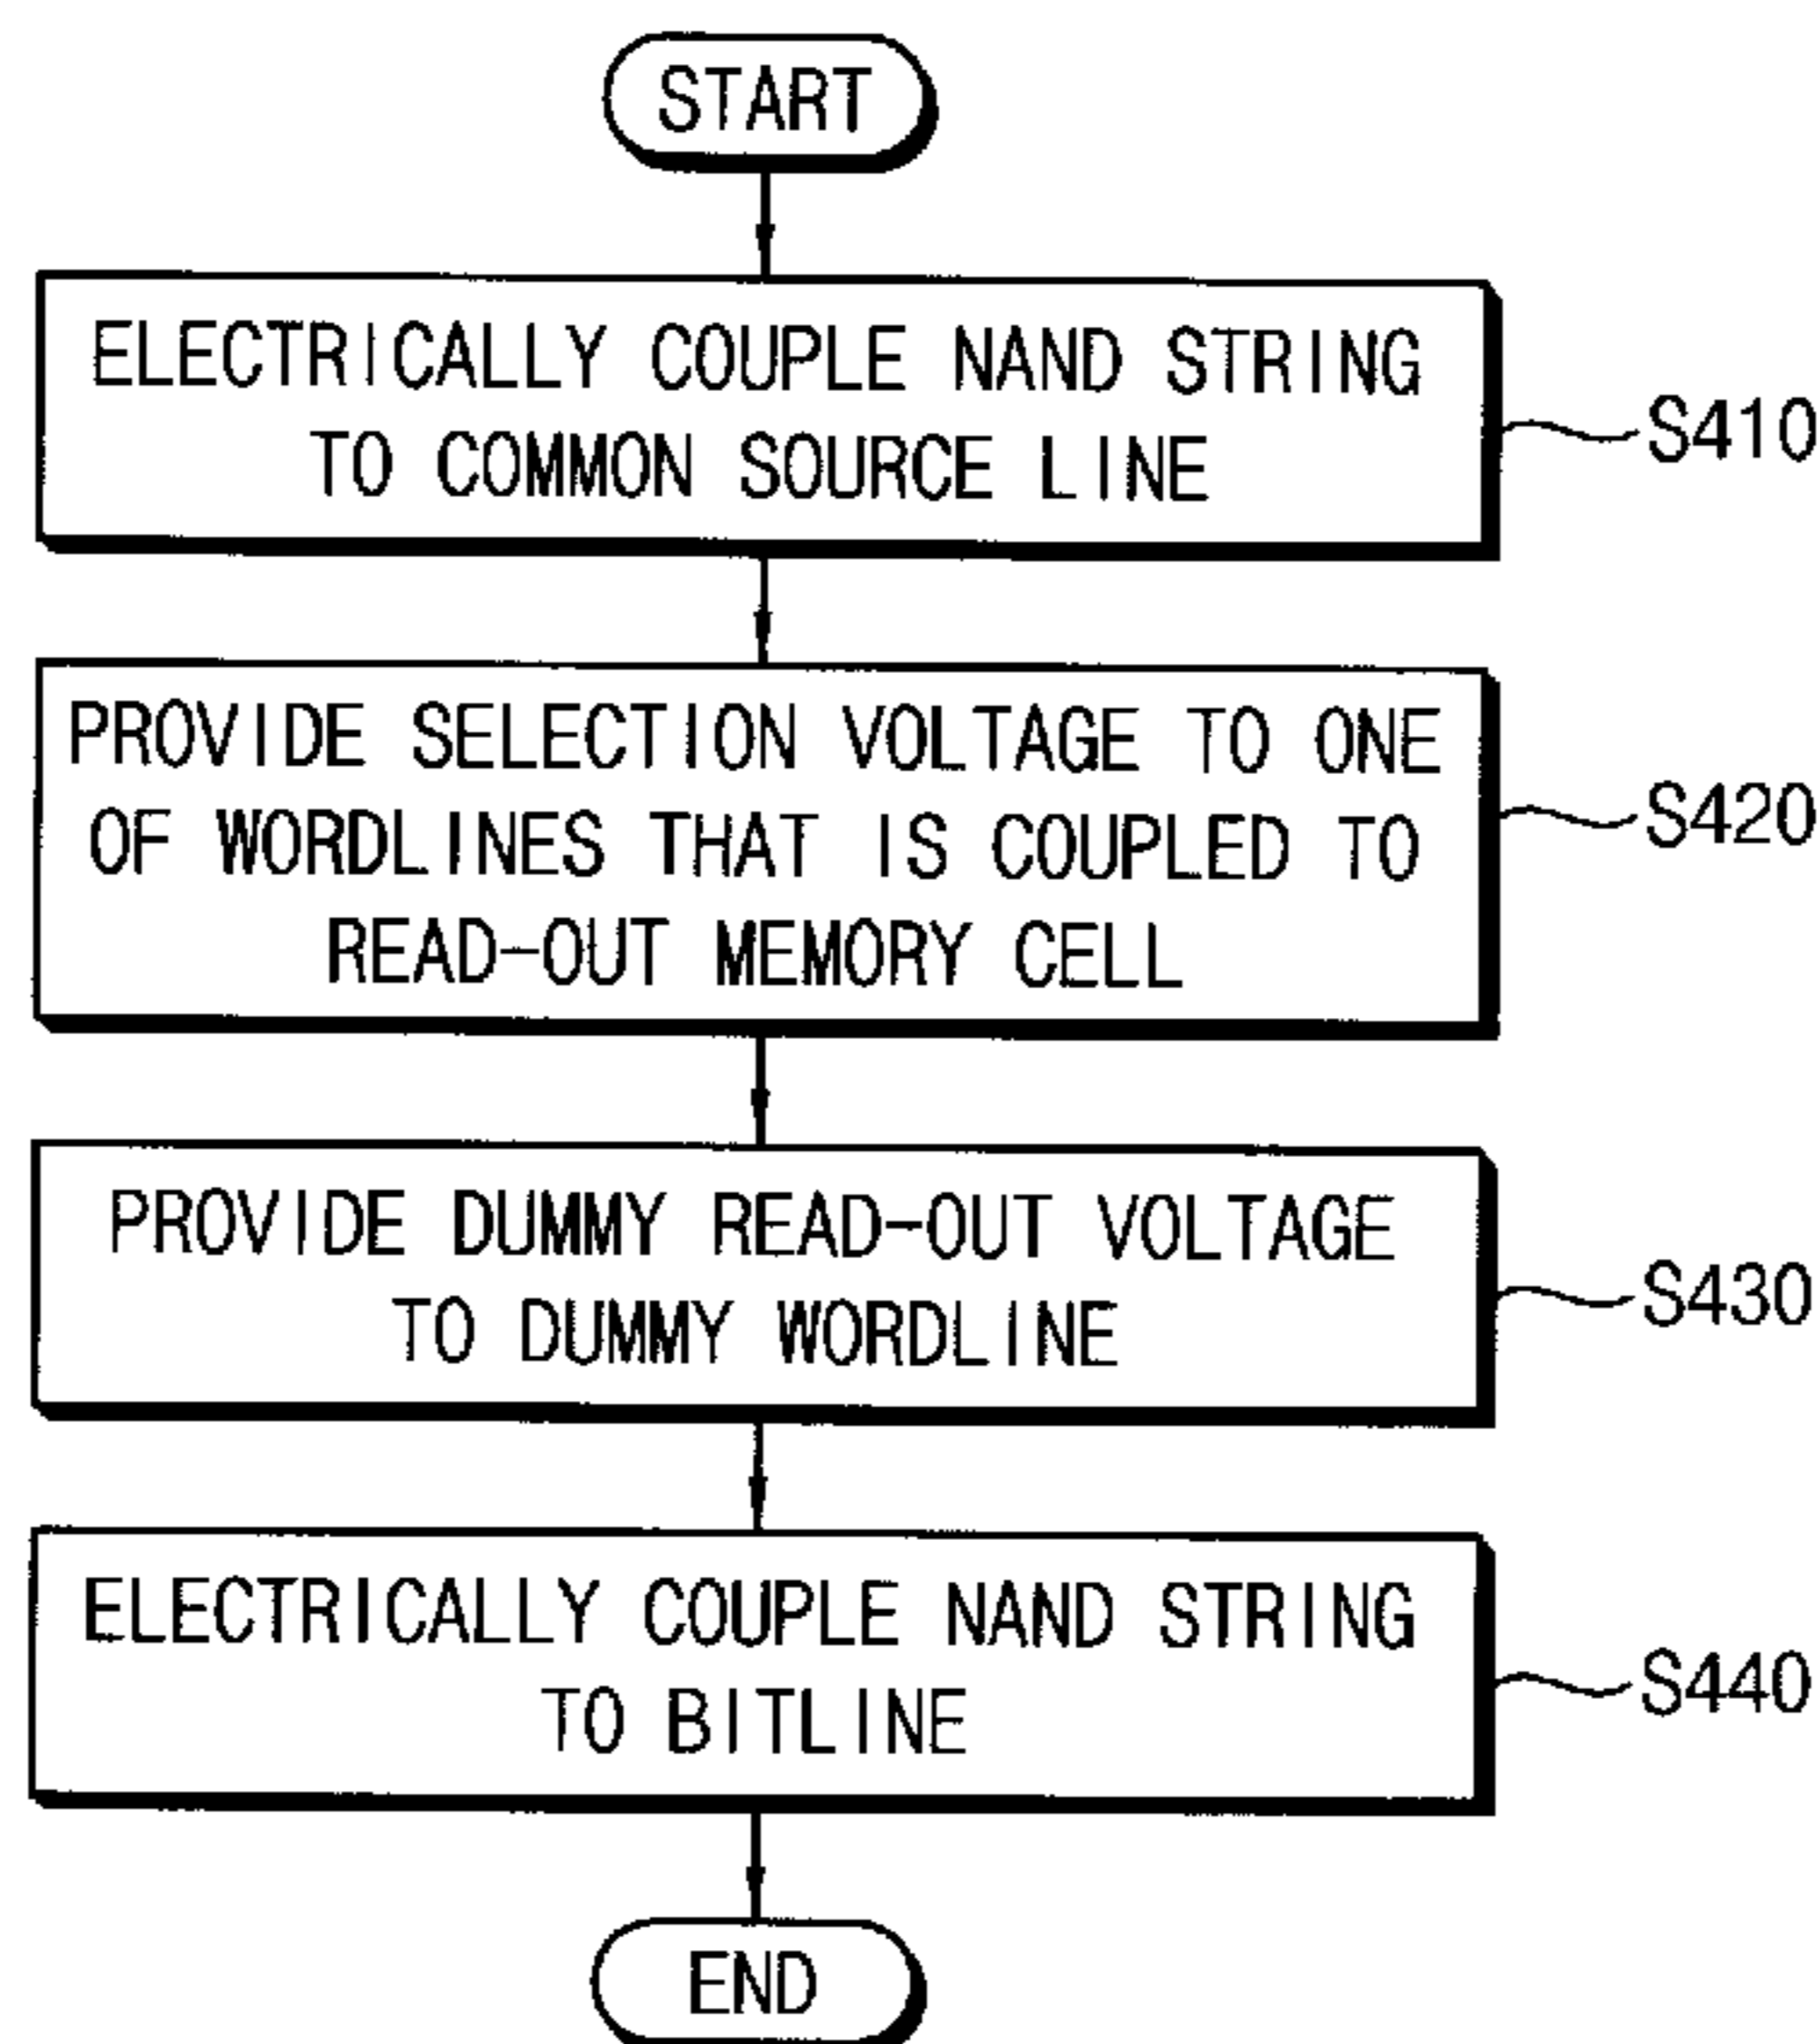 START
ELECTRICALLY COUPLE NAND STRING
TO COMMON SOURCE LINE
S410
PROVIDE SELECTION VOLTAGE TO ONE
OF WORDLINES THAT IS COUPLED TO
READ-OUT MEMORY CELL
S420
PROVIDE DUMMY READ-OUT VOLTAGE
TO DUMMY WORDLINE
S430
ELECTRICALLY COUPLE NAND STRING
TO BITLINE
S440
END